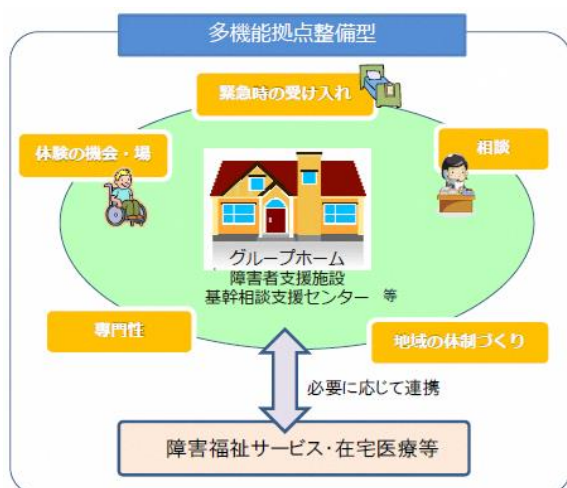 多機能拠点整備型
緊急時の受け入れ
体験の機会・場
相談
グループホーム
障害者支援施設
基幹相談支援センター 等
専門性
地域の体制づくり
必要に応じて連携
障害福祉サービス・在宅医療等